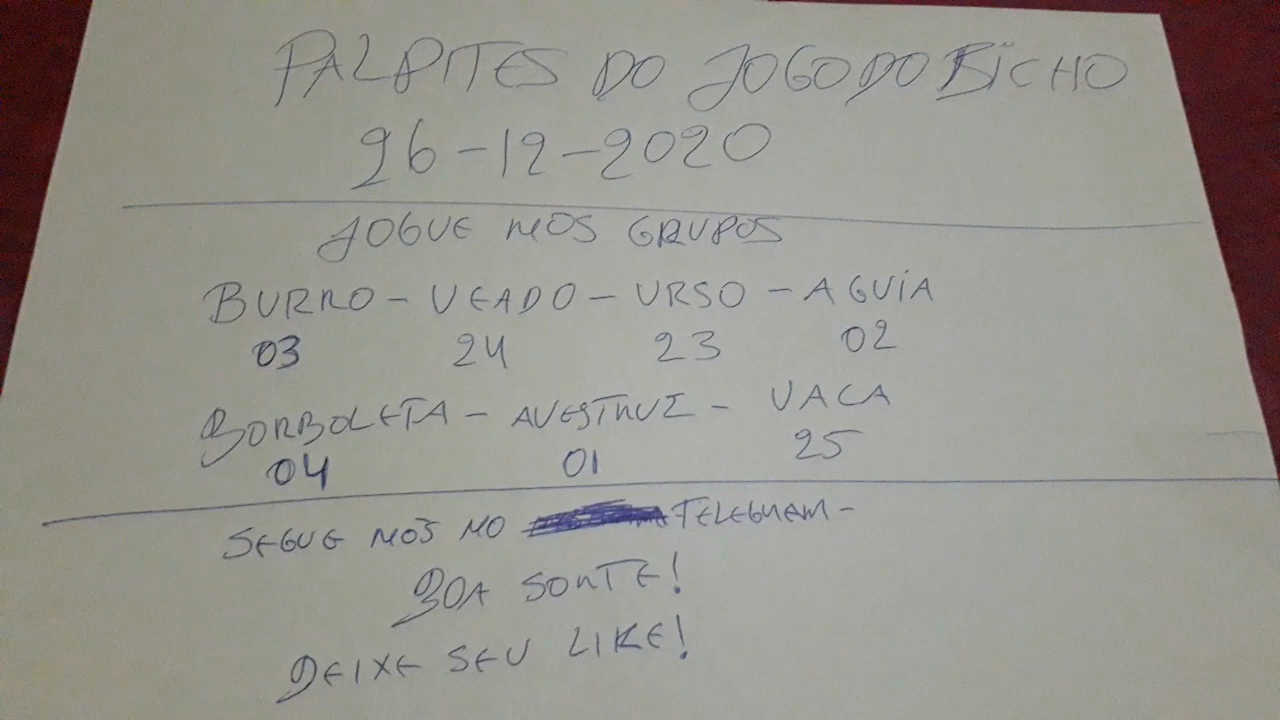 PALPITES DO JOGO DO BICHO
26-12-2020
JOGUE NOS GRUPOS
BURRO - VEADO - URSO - AGUIA
03 24 23 02
BORBOLETA - AVESTRUZ - VACA
04 01 25
SEGUE NOS NO TELEGRAM-
BOA SORTE!
DEIXE SEU LIKE!